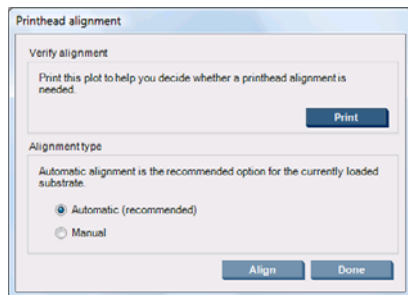 Printhead alignment
Verify alignment
Print this plot to help you decide whether a printhead alignment is
needed.
Print
Alignment type
Automatic alignment is the recommended option for the currently loaded
substrate.
Automatic (recommended)
Manual
Align
Done